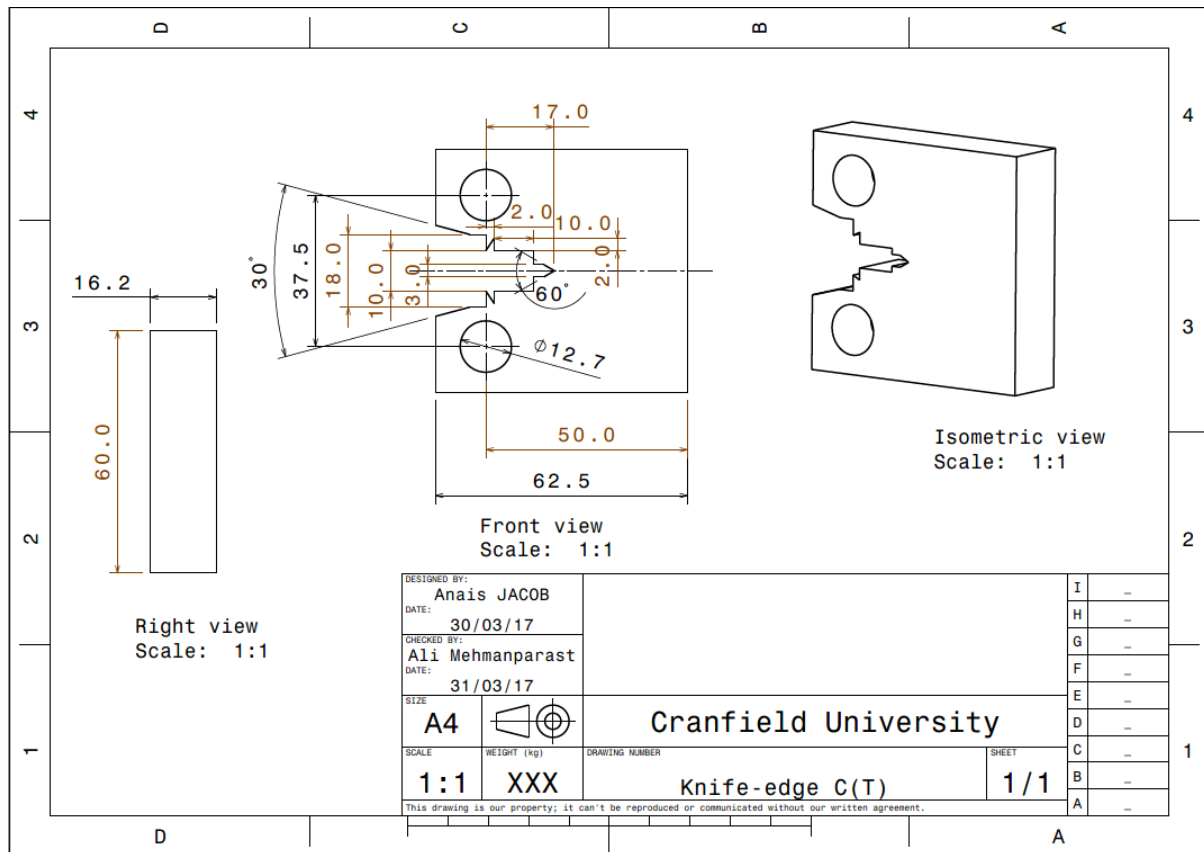 D C B A
4 4
17.0
2.0 10.0
30° 37.5 18.0 10.0 3.0 60° 2.0
16.2
3 3
⌀12.7
60.0
50.0
62.5
Isometric view
Scale: 1:1
Front view
Scale: 1:1
2 2
Right view
Scale: 1:1
DESIGNED BY:
Anais JACOB
DATE:
30/03/17
CHECKED BY:
Ali Mehmanparast
DATE:
31/03/17
SIZE
A4
Cranfield University
SCALE WEIGHT (kg) DRAWING NUMBER SHEET
1:1 XXX Knife-edge C(T) 1/1
This drawing is our property; it can't be reproduced or communicated without our written agreement.
I _
H _
G _
F _
E _
D _
C _
B _
A _
1 1
D A